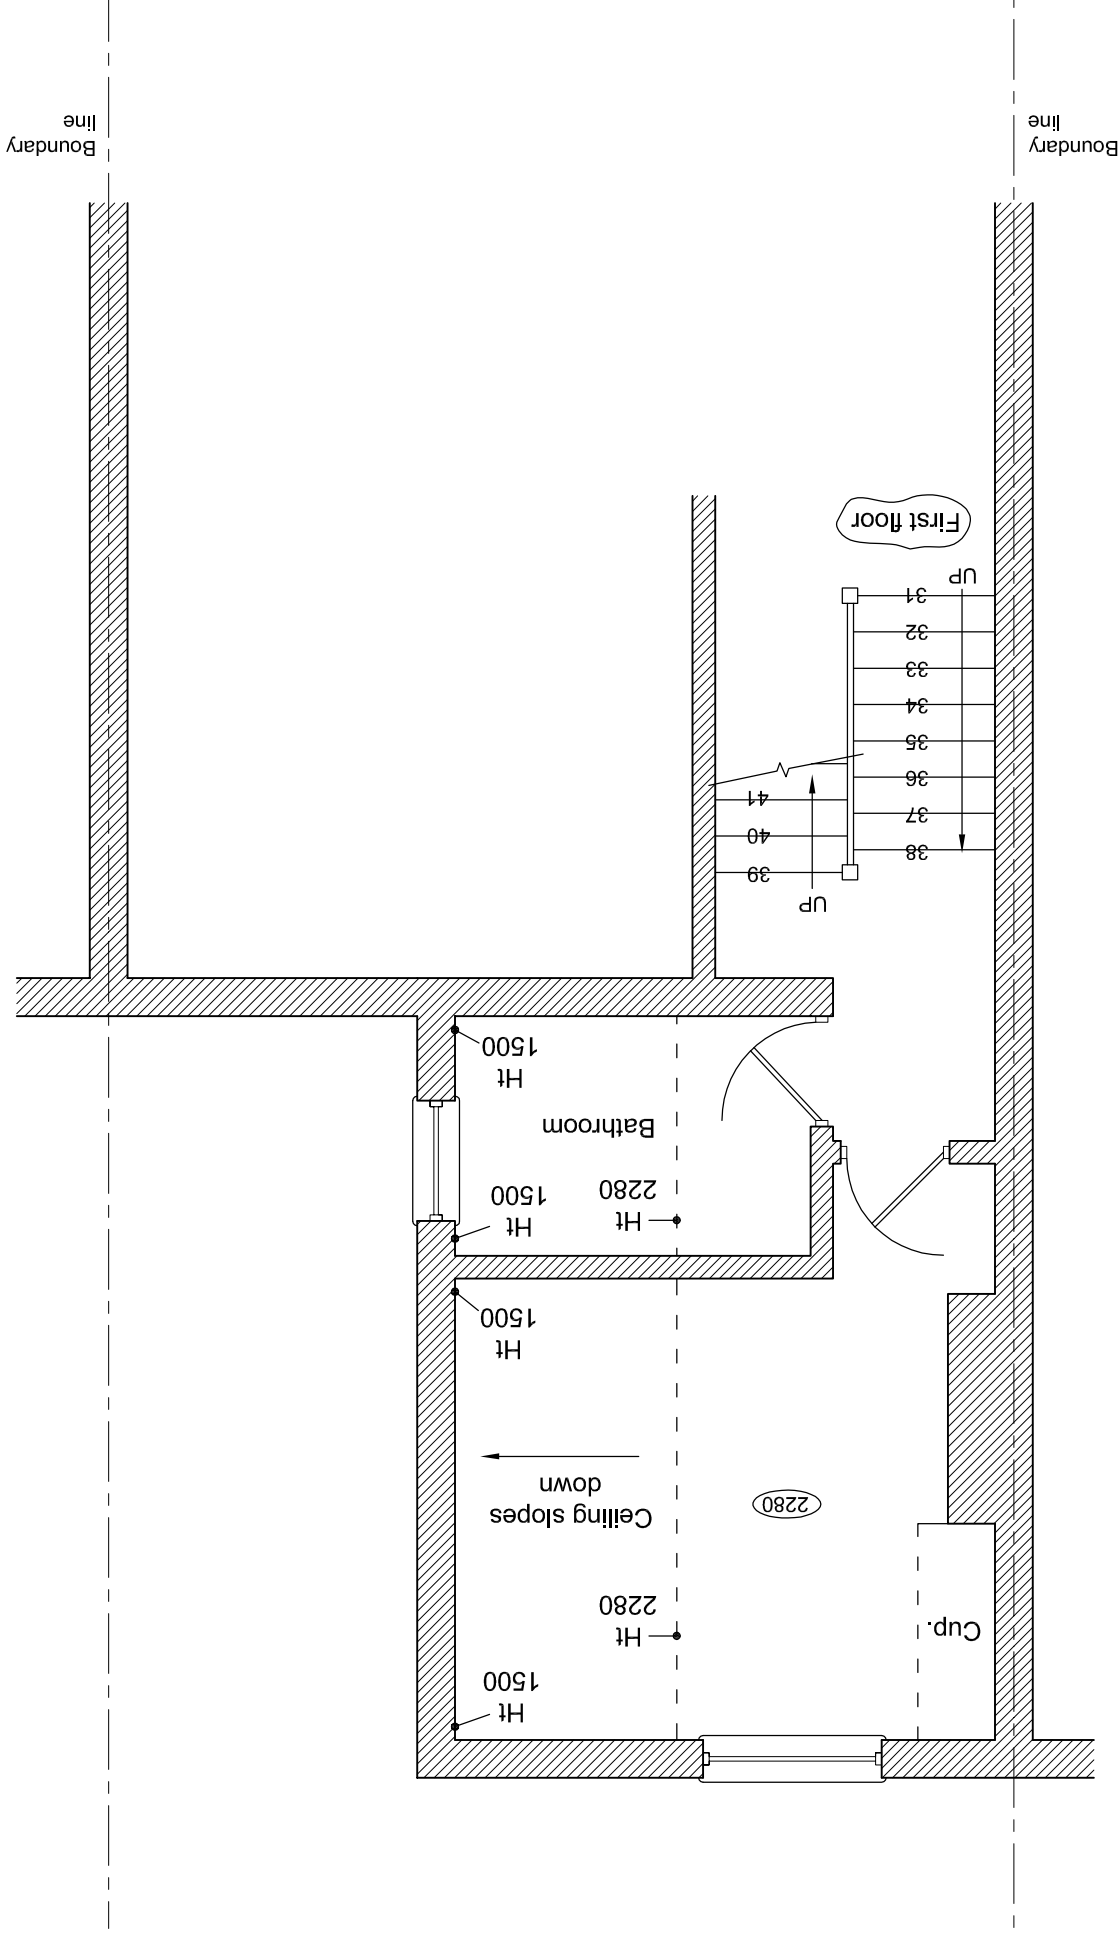 Ht
1500
Cup.
Ht
2280
Ceiling slopes
down
2280
Ht
1500
Ht
2280
Ht
1500
Bathroom
Ht
1500
UP
39
40
41
38
37
36
35
34
33
32
31
UP
First floor
Boundary
line
Boundary
line